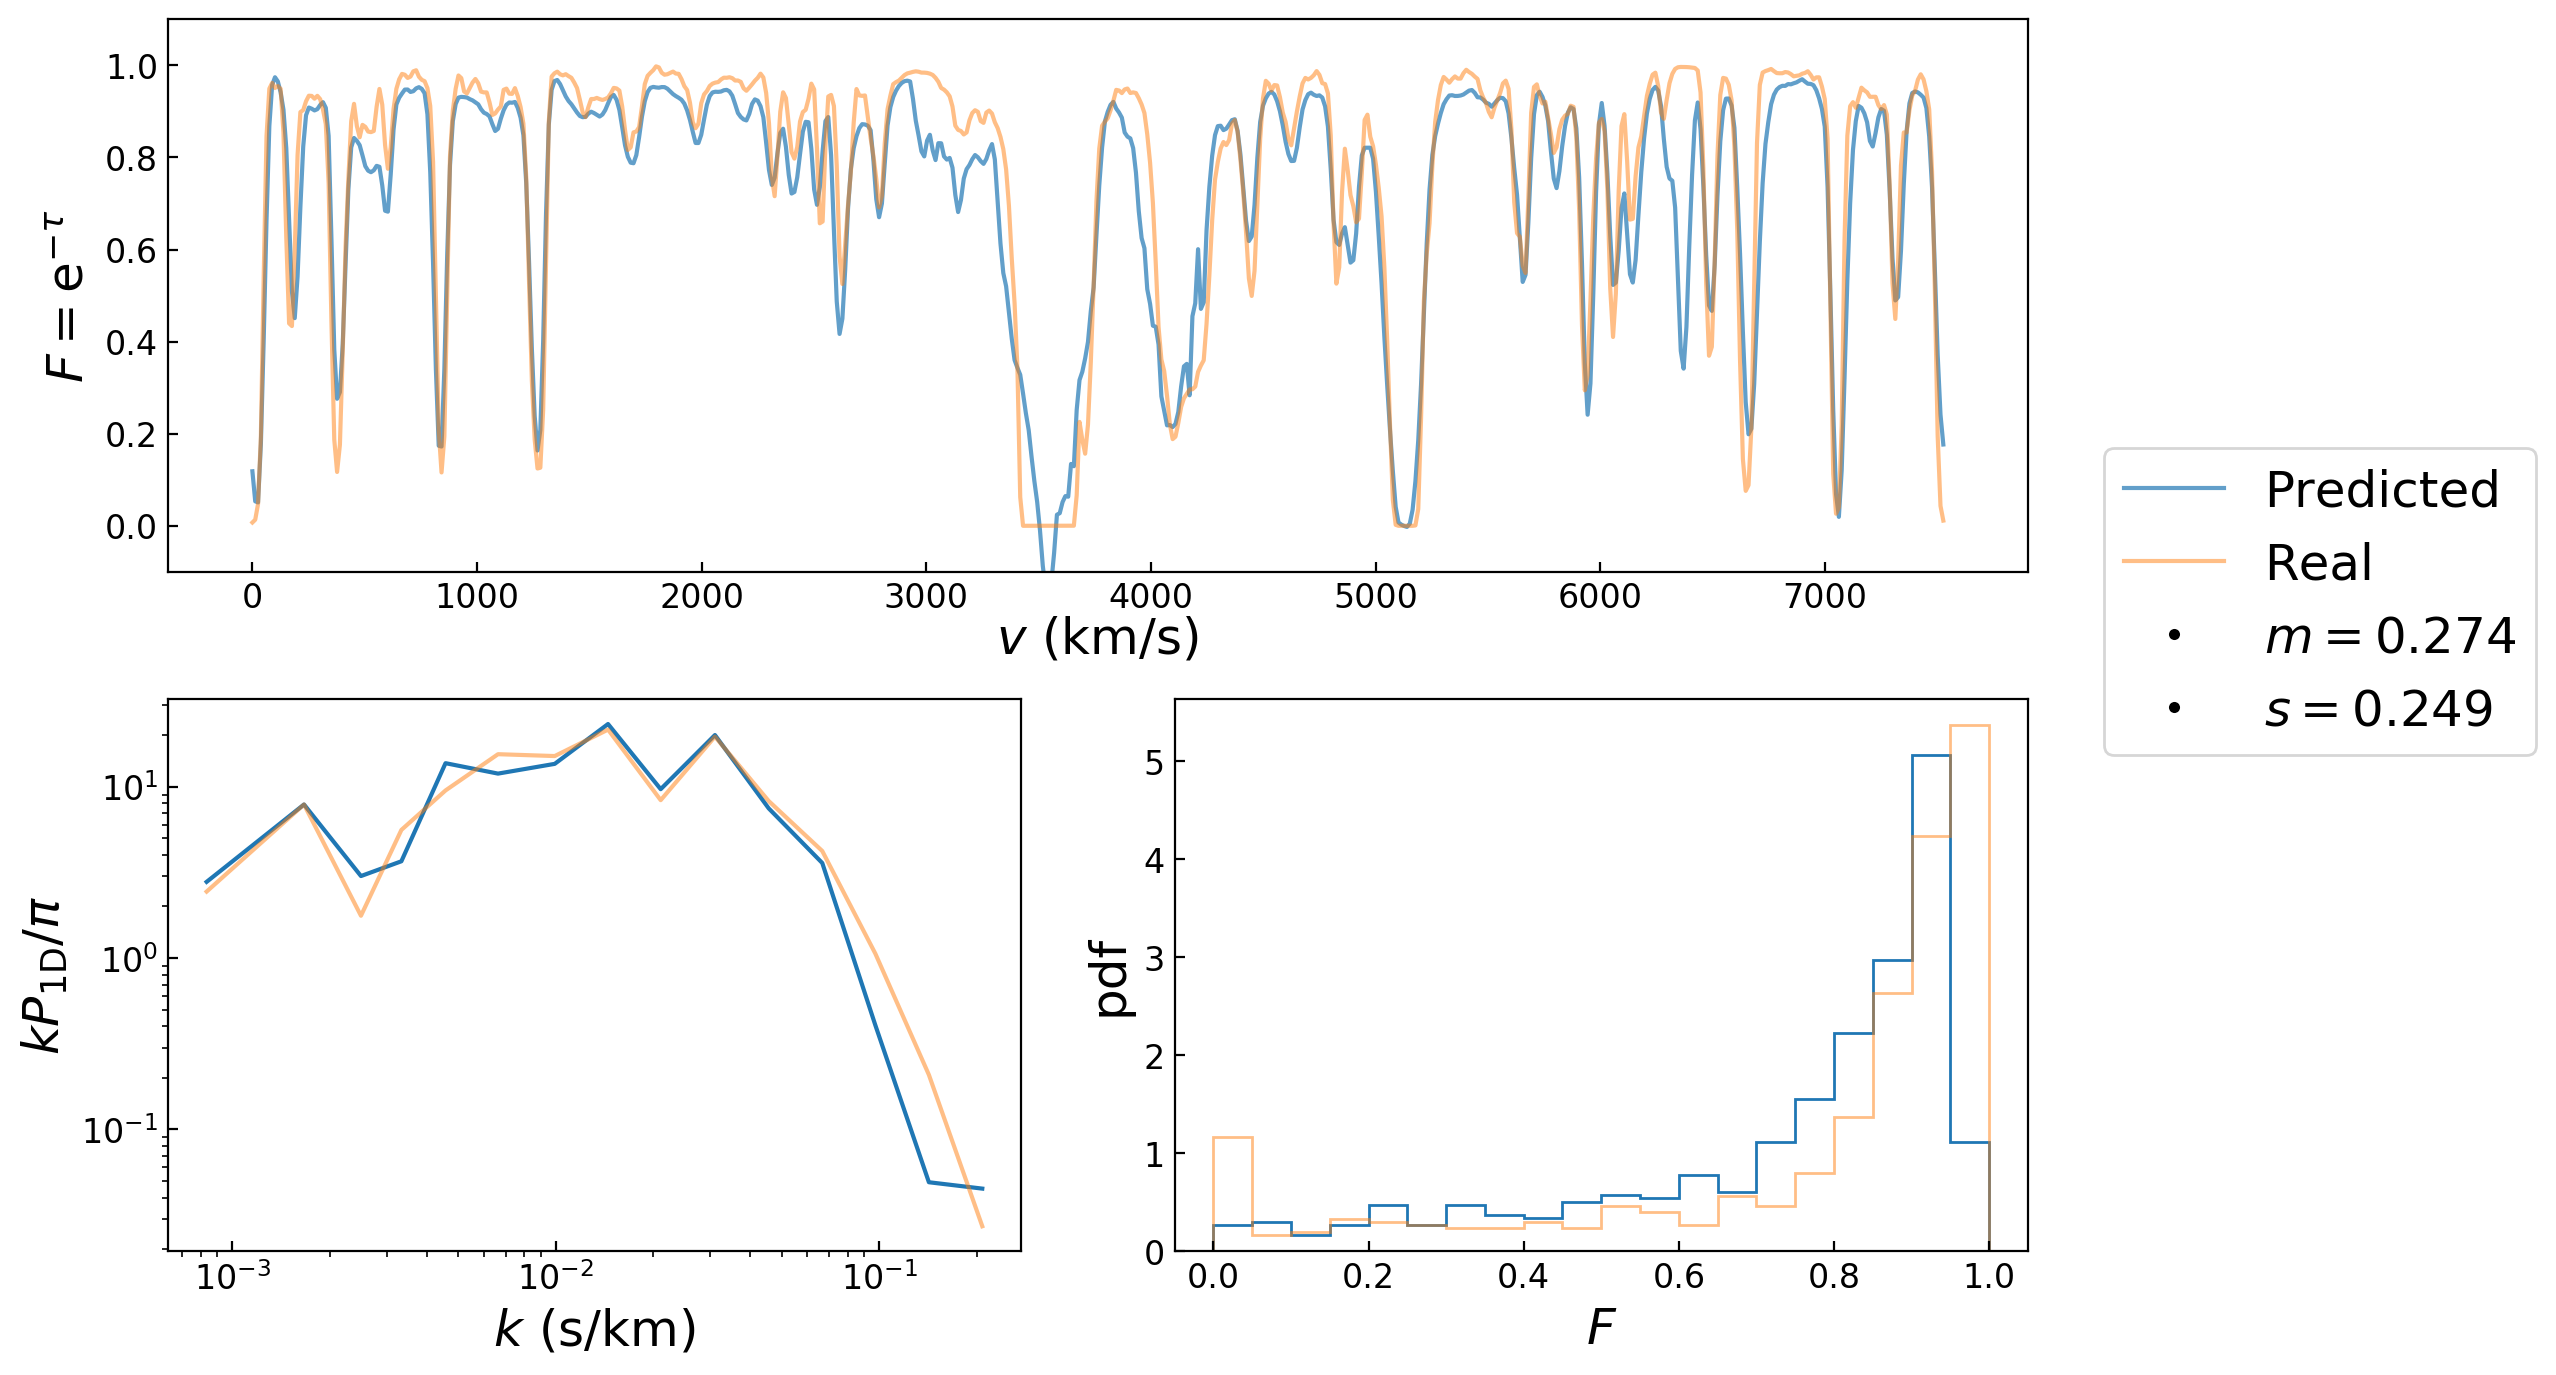 1.0
0.8
0.6
0.4
0.2
0.0
F = e^{-τ}
0 1000 2000 3000 4000 5000 6000 7000
v (km/s)
Predicted
Real
m = 0.274
s = 0.249
10^1
10^0
10^{-1}
kP_{1D}/π
10^{-3} 10^{-2} 10^{-1}
k (s/km)
5
4
3
2
1
0
pdf
0.0 0.2 0.4 0.6 0.8 1.0
F